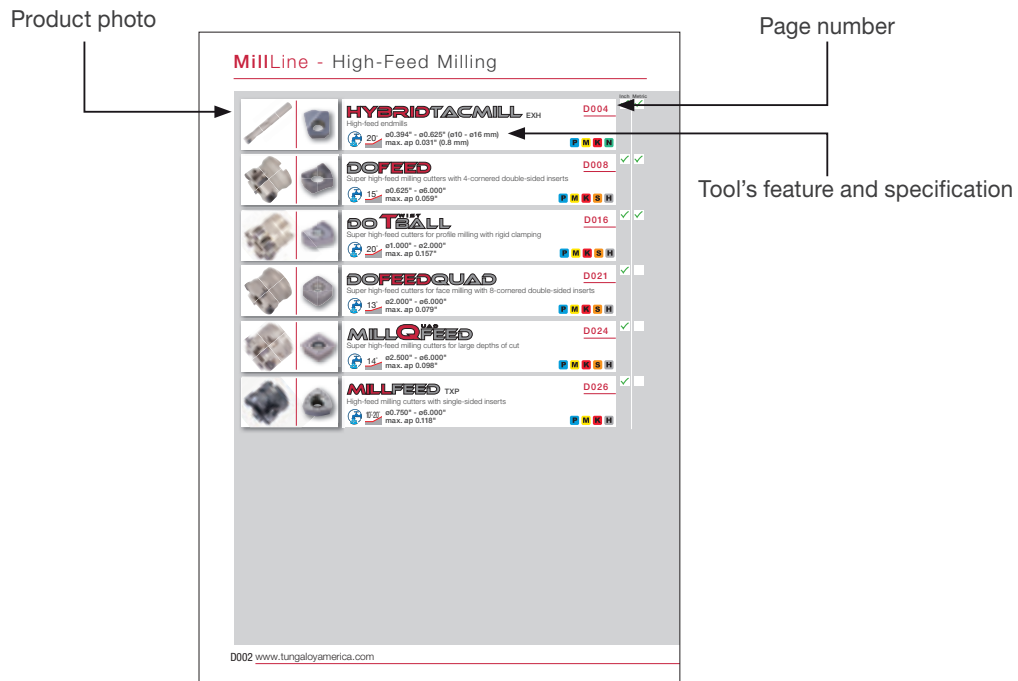 Product photo
Page number
MillLine - High-Feed Milling
Inch Metric
HYBRIDTACMILL EXH
D004
High-feed endmills
20° ø0.394" - ø0.625" (ø10 - ø16 mm)
max. ap 0.031" (0.8 mm)
P M K N
DOFEED
D008
Super high-feed milling cutters with 4-cornered double-sided inserts
15° ø0.625" - ø6.000"
max. ap 0.059"
P M K S H
Tool's feature and specification
DO TWIST BALL
D016
Super high-feed cutters for profile milling with rigid clamping
20° ø1.000" - ø2.000"
max. ap 0.157"
P M K S H
DOFEEDQUAD
D021
Super high-feed cutters for face milling with 8-cornered double-sided inserts
13° ø2.000" - ø6.000"
max. ap 0.079"
P M K S H
MILLQUADFEED
D024
Super high-feed milling cutters for large depths of cut
14° ø2.500" - ø6.000"
max. ap 0.098"
P M K S H
MILLFEED TXP
D026
High-feed milling cutters with single-sided inserts
10°-20° ø0.750" - ø6.000"
max. ap 0.118"
P M K H
D002 www.tungaloyamerica.com